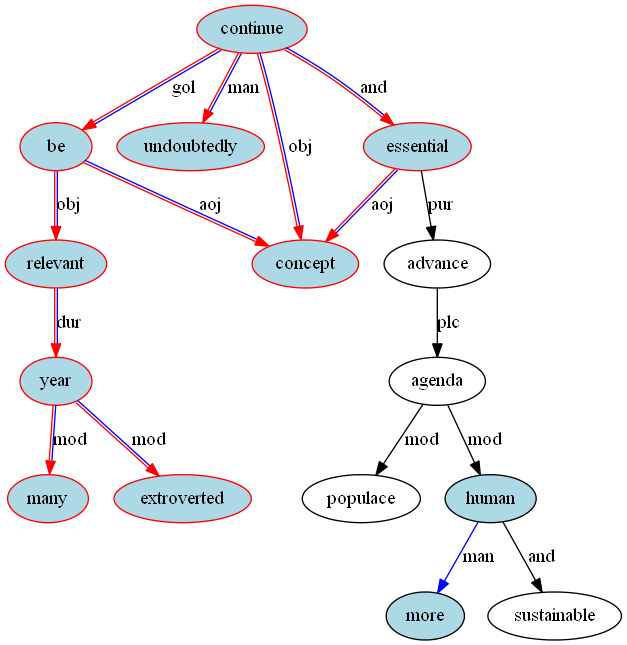 continue
gol
man
obj
and
be
undoubtedly
essential
obj
aoj
aoj
pur
relevant
concept
advance
dur
plc
year
agenda
mod
mod
mod
mod
many
extroverted
populace
human
man
and
more
sustainable